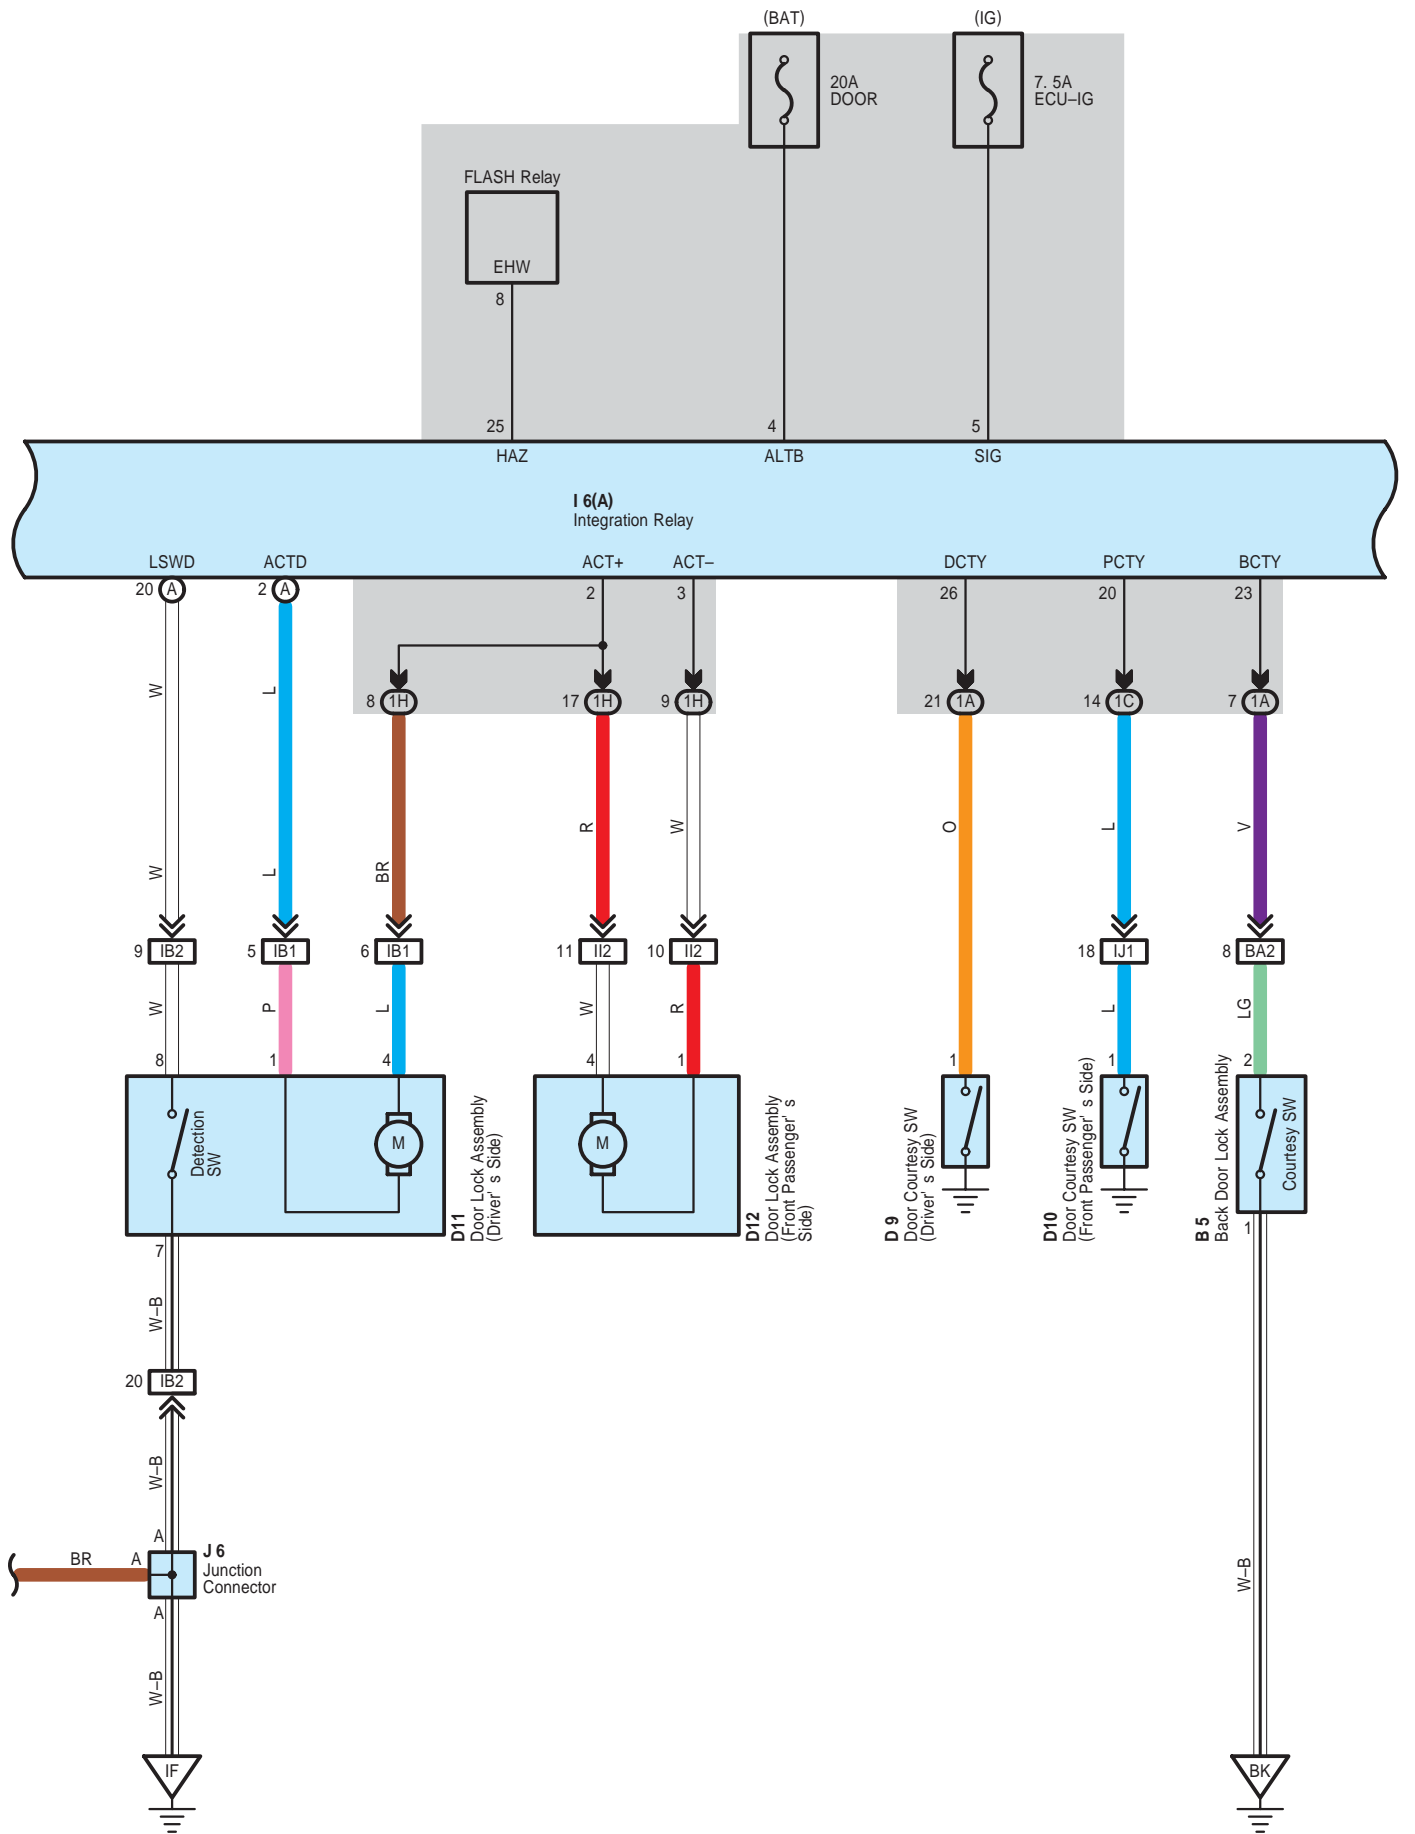 (BAT)
(IG)
20A
DOOR
7. 5A
ECU–IG
FLASH Relay
EHW
8
25
4
5
HAZ
ALTB
SIG
I 6(A)
Integration Relay
LSWD
ACTD
ACT+
ACT–
DCTY
PCTY
BCTY
20
A
2
A
2
3
26
20
23
W
L
8
1H
17
1H
9
1H
21
1A
14
1C
7
1A
W
L
BR
R
W
O
L
V
9
IB2
5
IB1
6
IB1
11
II2
10
II2
18
IJ1
8
BA2
W
P
L
W
R
L
LG
8
1
4
4
1
1
1
2
Detection
SW
M
M
Courtesy SW
D11
Door Lock Assembly
(Driver' s Side)
D12
Door Lock Assembly
(Front Passenger' s
Side)
D 9
Door Courtesy SW
(Driver' s Side)
D10
Door Courtesy SW
(Front Passenger' s Side)
B 5
Back Door Lock Assembly
7
1
W–B
20
IB2
W–B
A
BR
A
J 6
Junction
Connector
A
W–B
W–B
IF
BK